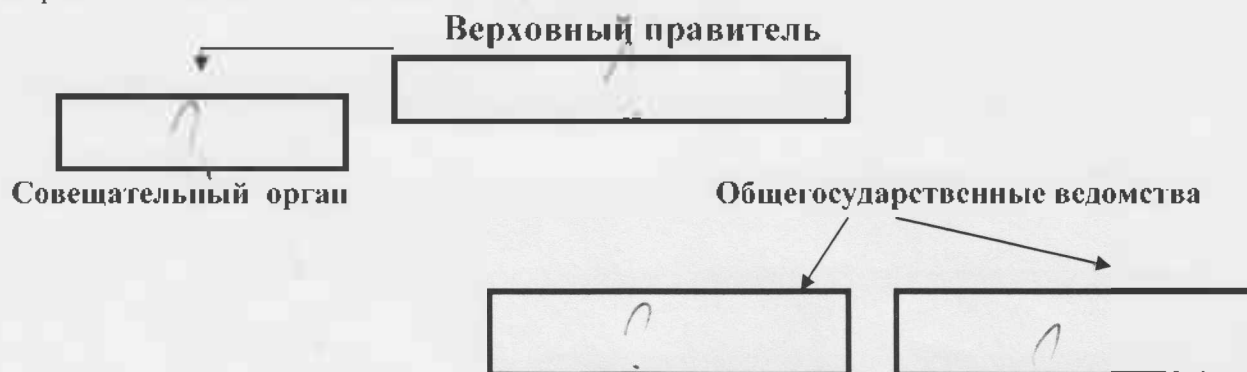 Верховный правитель
Совещательный орган
Общегосударственные ведомства